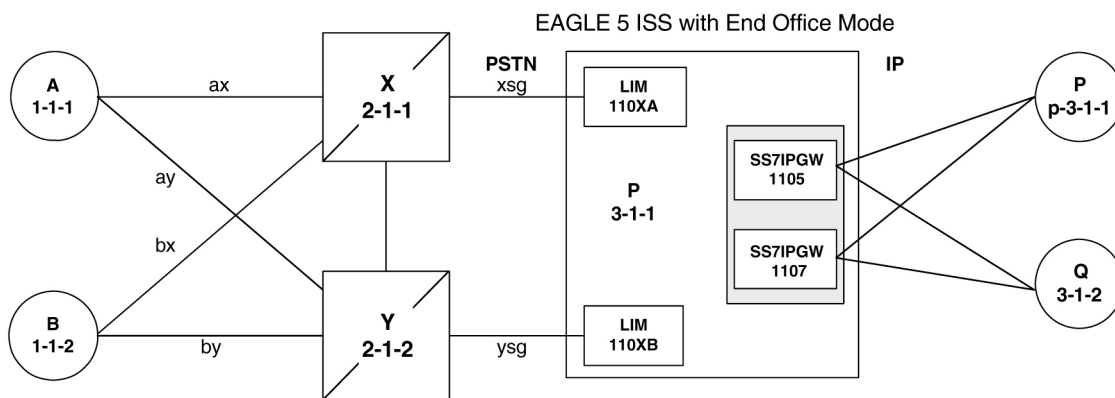 EAGLE 5 ISS with End Office Mode
A
1-1-1
ax
X
2-1-1
PSTN
xsg
LIM
110XA
IP
P
p-3-1-1
SS7IPGW
1105
ay
P
3-1-1
bx
SS7IPGW
1107
Q
3-1-2
B
1-1-2
by
Y
2-1-2
ysg
LIM
110XB